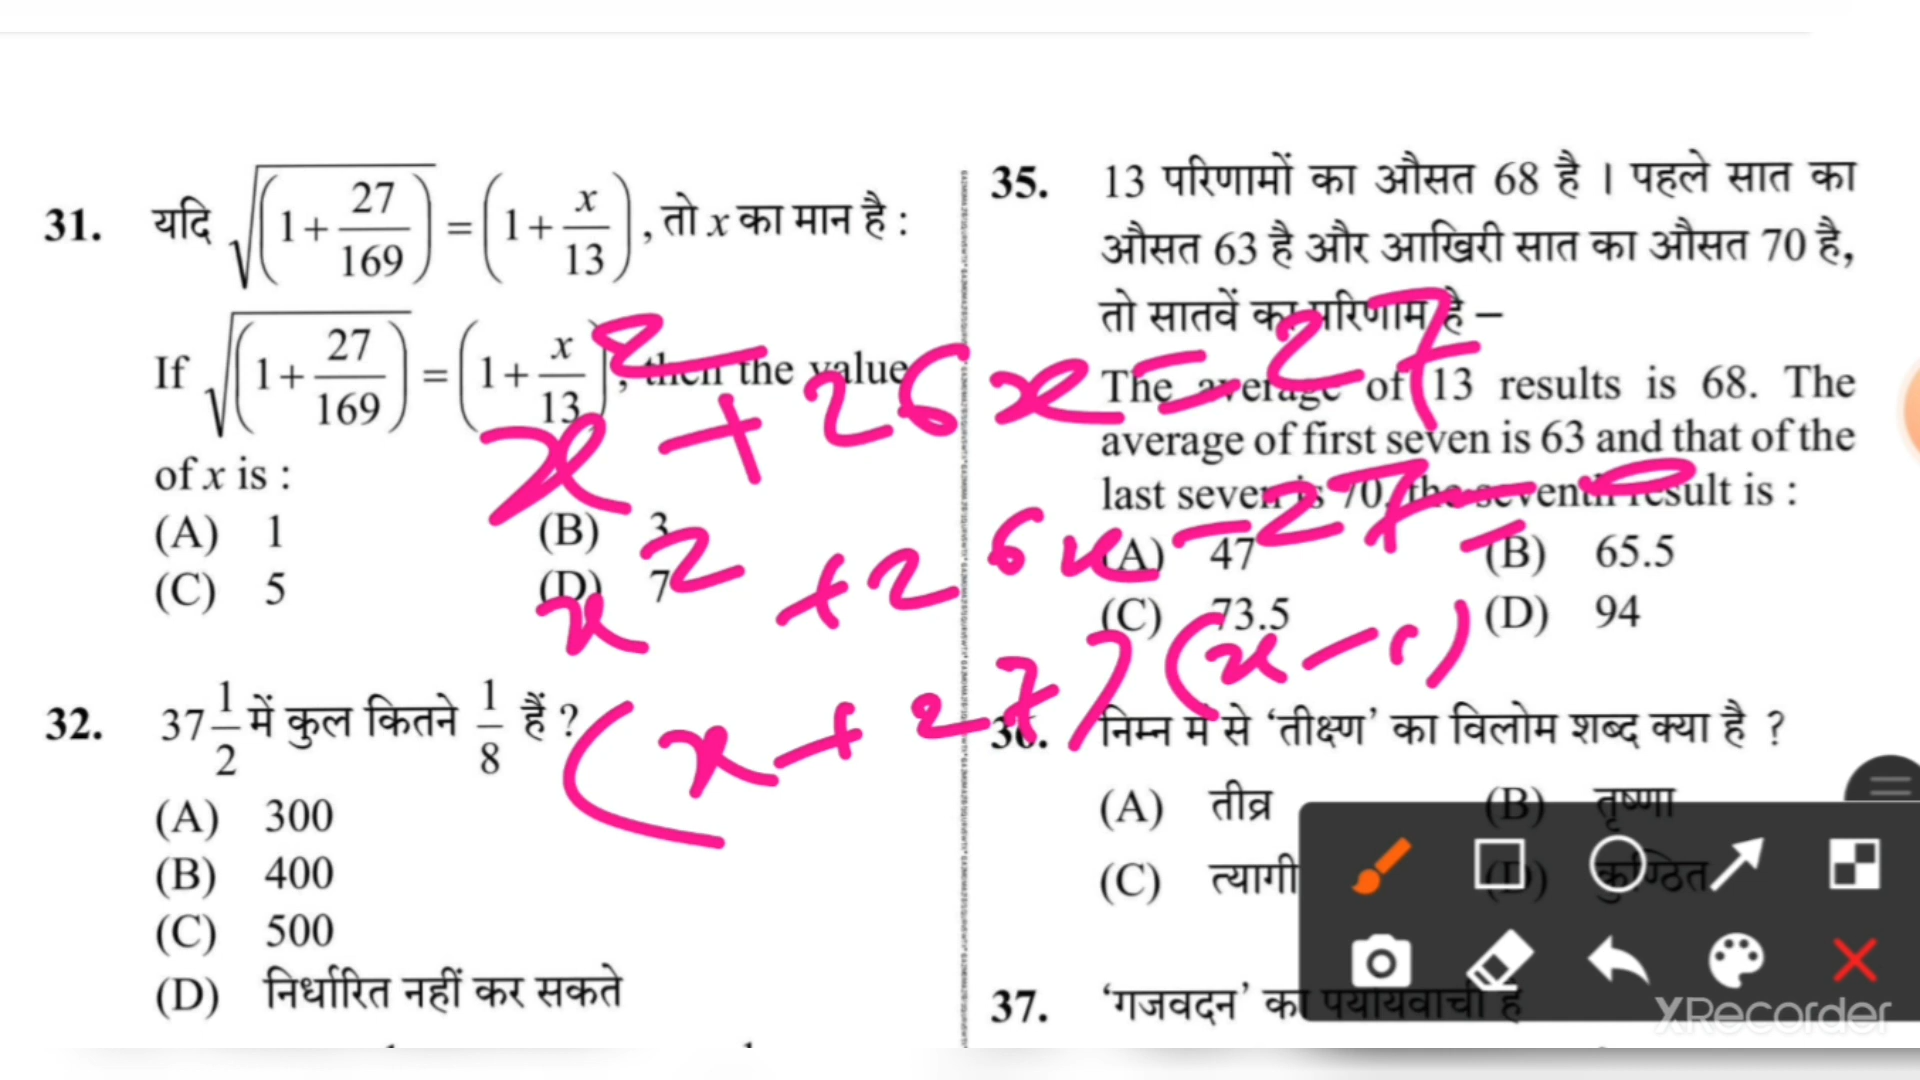 31. यदि √(1+27/169) = (1+x/13), तो x का मान है :
If √(1+27/169) = (1+x/13), then the value
of x is :
(A) 1 (B) 3
(C) 5 (D) 7
32. 37 1/2 में कुल कितने 1/8 हैं ?
(A) 300
(B) 400
(C) 500
(D) निर्धारित नहीं कर सकते
35. 13 परिणामों का औसत 68 है । पहले सात का
औसत 63 है और आखिरी सात का औसत 70 है,
तो सातवें का परिणाम है –
The average of 13 results is 68. The
average of first seven is 63 and that of the
last seven is 70, the seventh result is :
(A) 47 (B) 65.5
(C) 73.5 (D) 94
36. निम्न में से ‘तीक्ष्ण’ का विलोम शब्द क्या है ?
(A) तीव्र (B) तृष्णा
(C) त्यागी (D) कुण्ठित
37. ‘गजवदन’ का पर्यायवाची है
x² + 26x = 27
x² + 26x - 27 = 0
(x + 27) (x - 1)
XRecorder